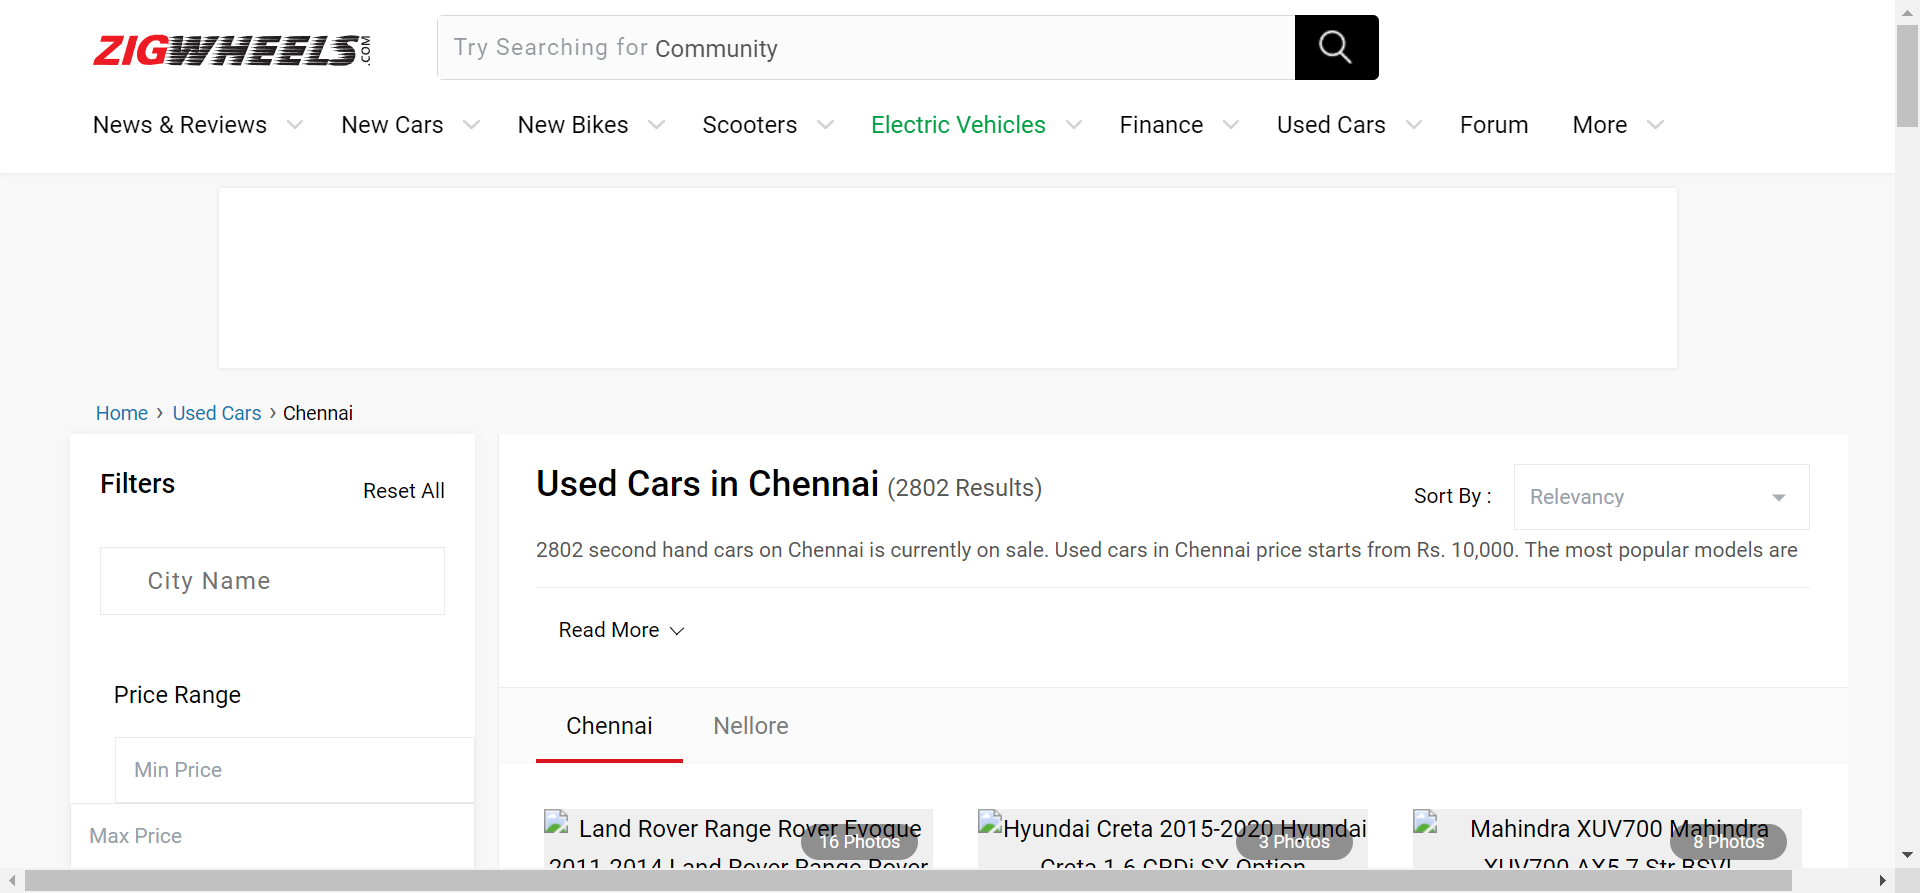 ZIGWHEELS.COM
Try Searching for Community
News & Reviews New Cars New Bikes Scooters Electric Vehicles Finance Used Cars Forum More
Home › Used Cars › Chennai
Filters
Reset All
City Name
Price Range
Min Price
Max Price
Used Cars in Chennai (2802 Results)
Sort By : Relevancy
2802 second hand cars on Chennai is currently on sale. Used cars in Chennai price starts from Rs. 10,000. The most popular models are
Read More
Chennai Nellore
Land Rover Range Rover Evoque
2011-2014 Land Rover Range Rover
16 Photos
Hyundai Creta 2015-2020 Hyundai
Creta 1.6 CRDi SX Option
3 Photos
Mahindra XUV700 Mahindra
XUV700 AX5 7 Str BSVI
8 Photos